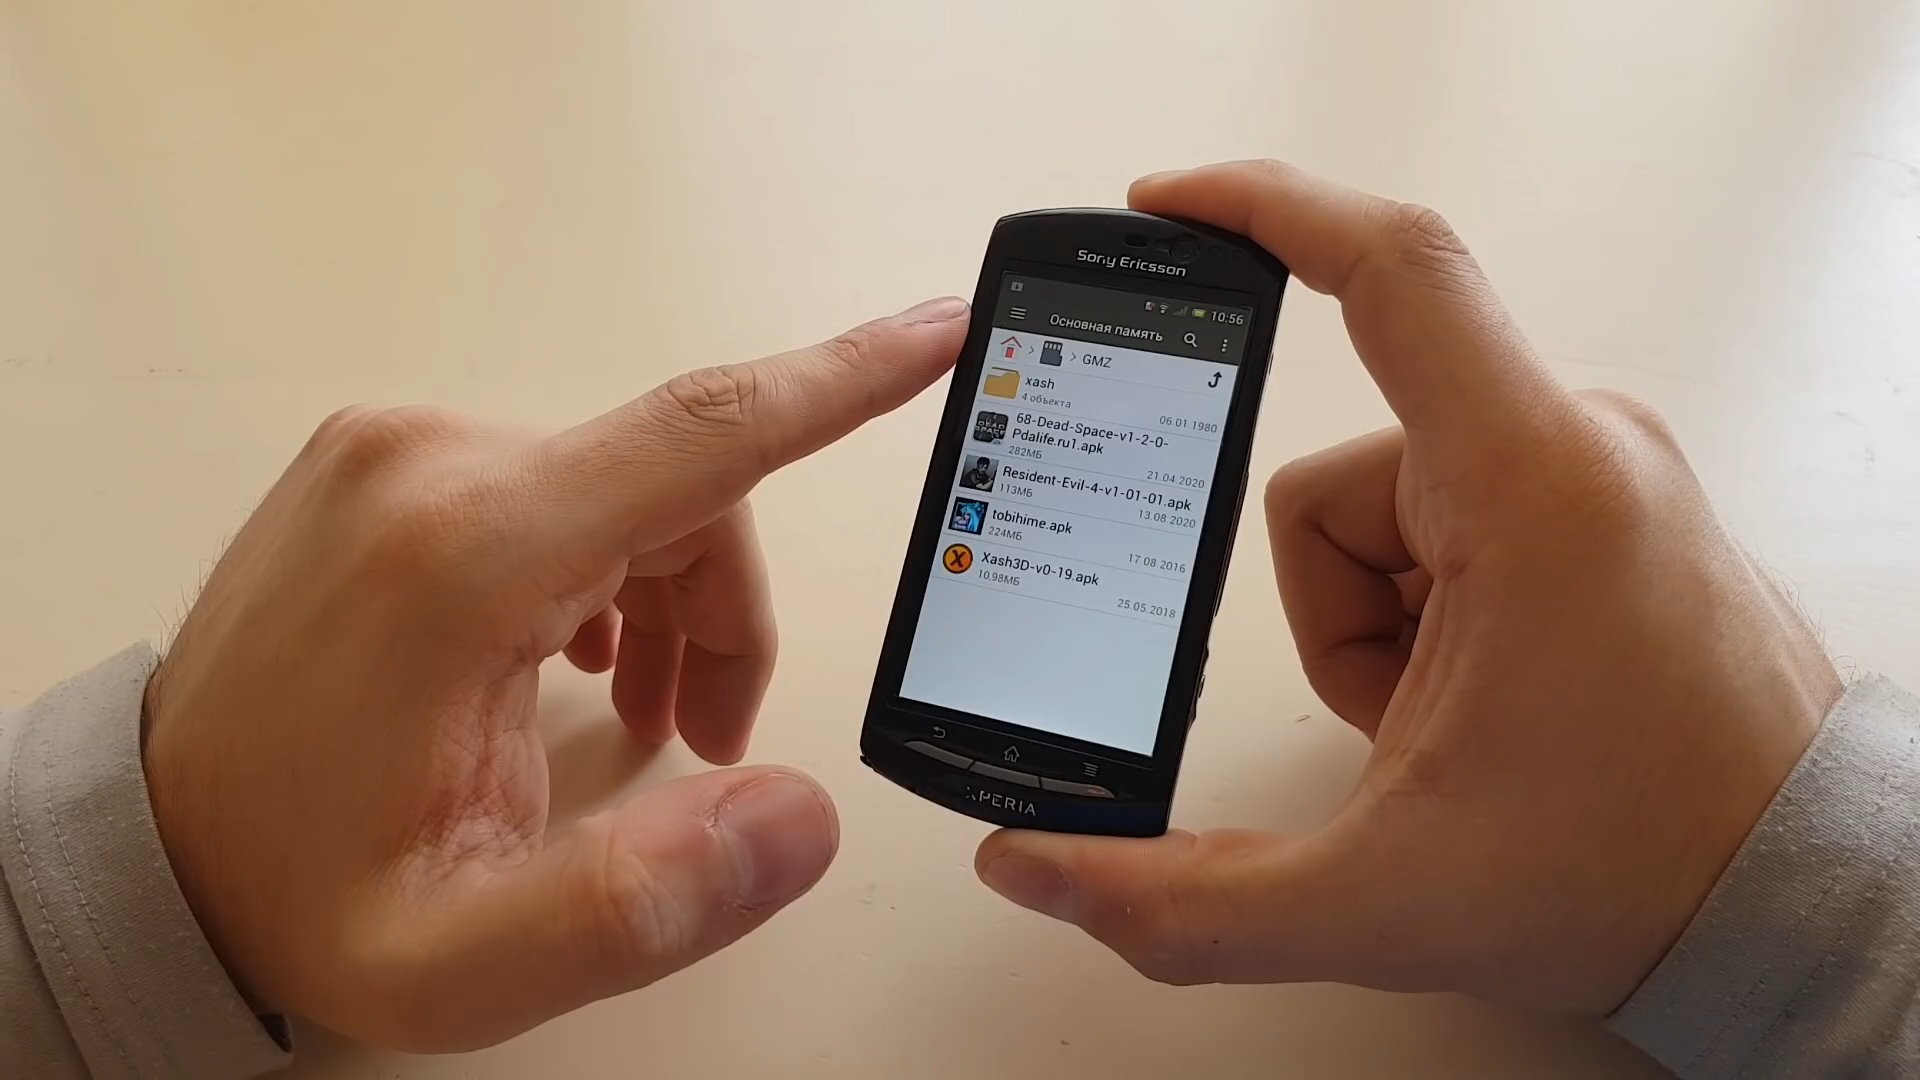 Sony Ericsson
10:56
Основная память
GMZ
xash
4 объекта
06.01.1980
68-Dead-Space-v1-2-0-
Pdalife.ru1.apk
282МБ
21.04.2020
Resident-Evil-4-v1-01-01.apk
113МБ
13.08.2020
tobihime.apk
224МБ
17.08.2016
Xash3D-v0-19.apk
10,98МБ
25.05.2018
XPERIA